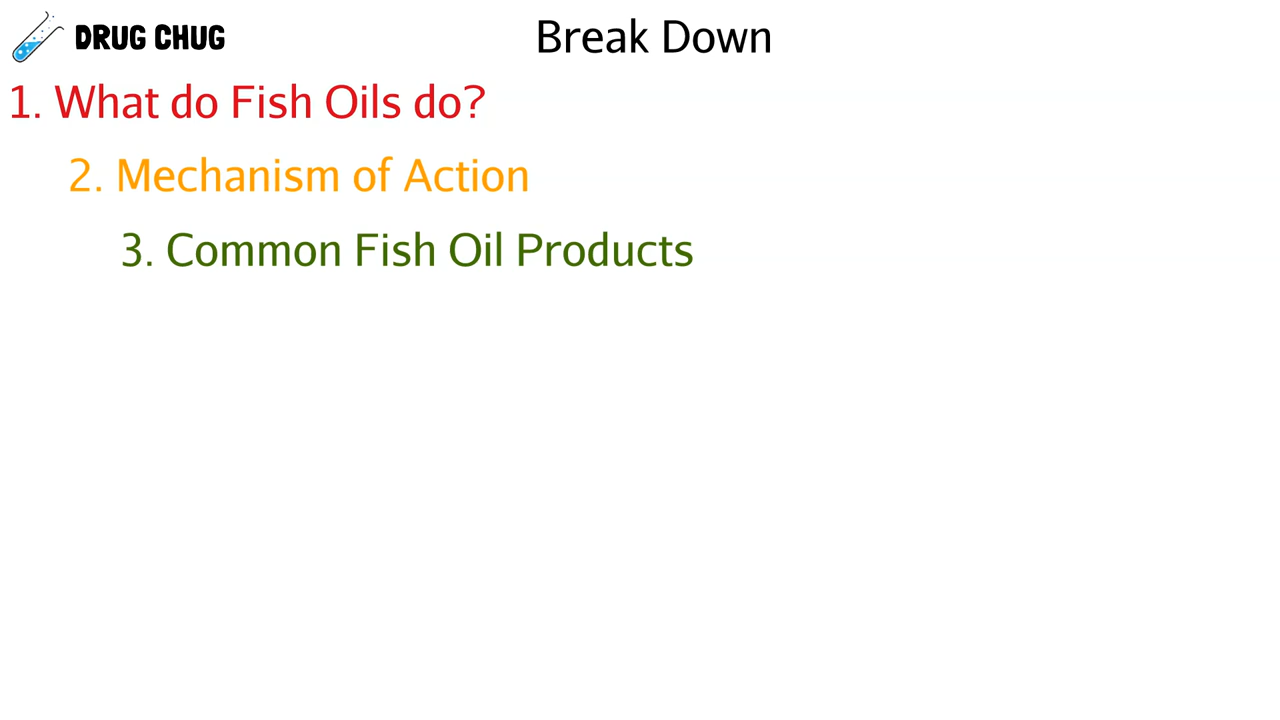 DRUG CHUG
Break Down
1. What do Fish Oils do?
2. Mechanism of Action
3. Common Fish Oil Products